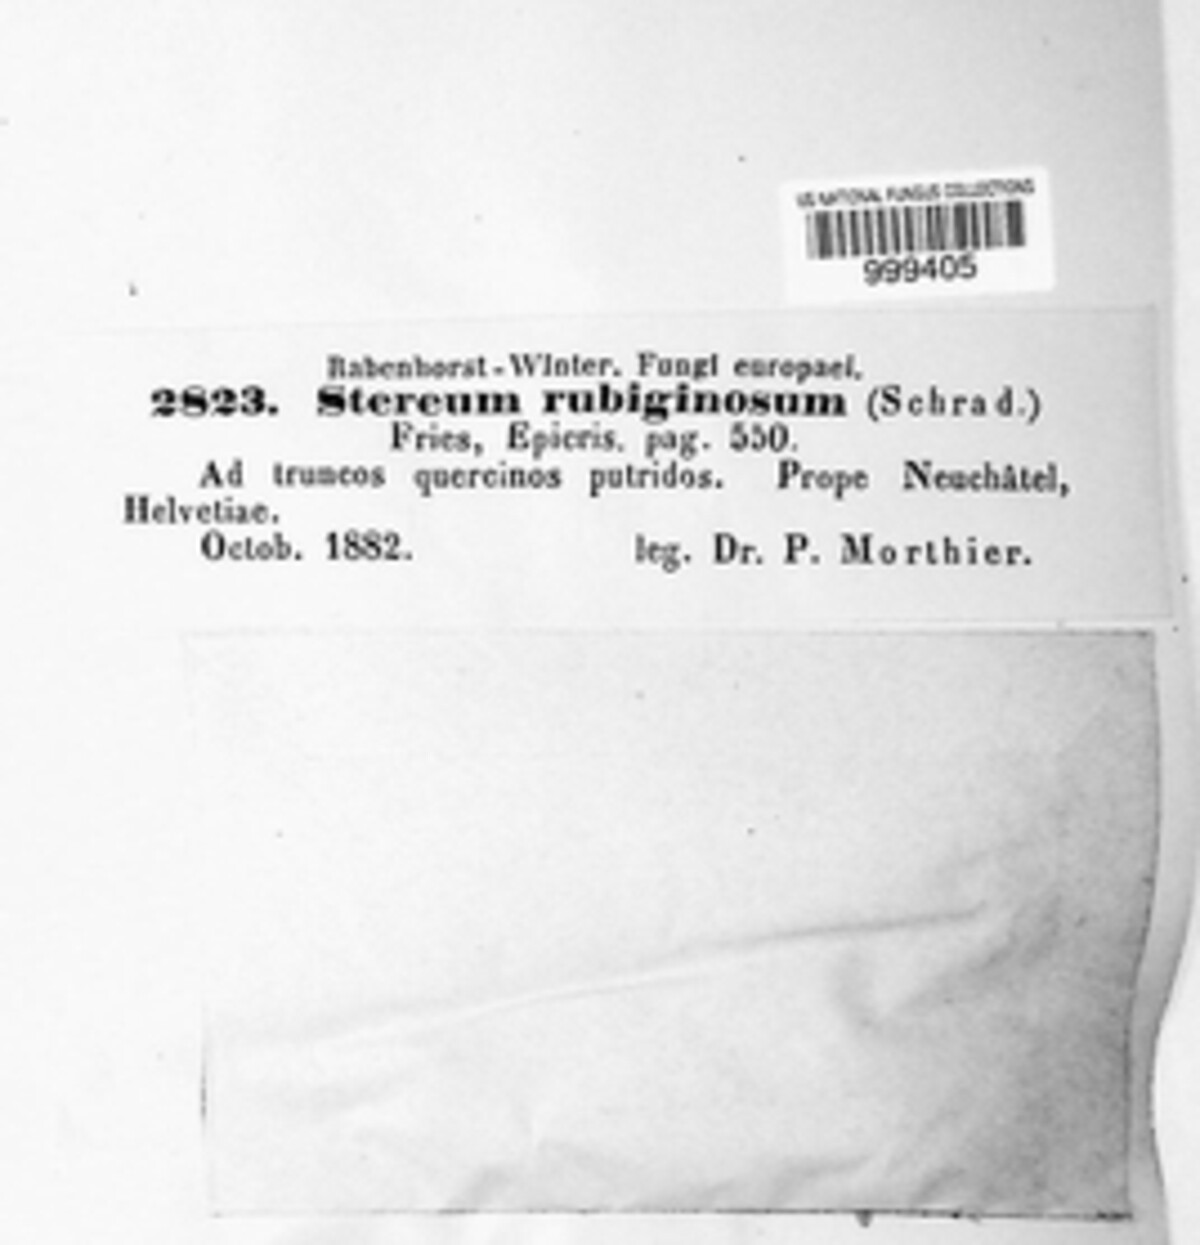 US NATIONAL FUNGUS COLLECTIONS
999405
Rabenhorst-Winter. Fungi europaei.
2823. Stereum rubiginosum (Schrad.)
Fries, Epicris. pag. 550.
Ad truncos quercinos putridos. Prope Neuchâtel,
Helvetiae.
Octob. 1882. leg. Dr. P. Morthier.